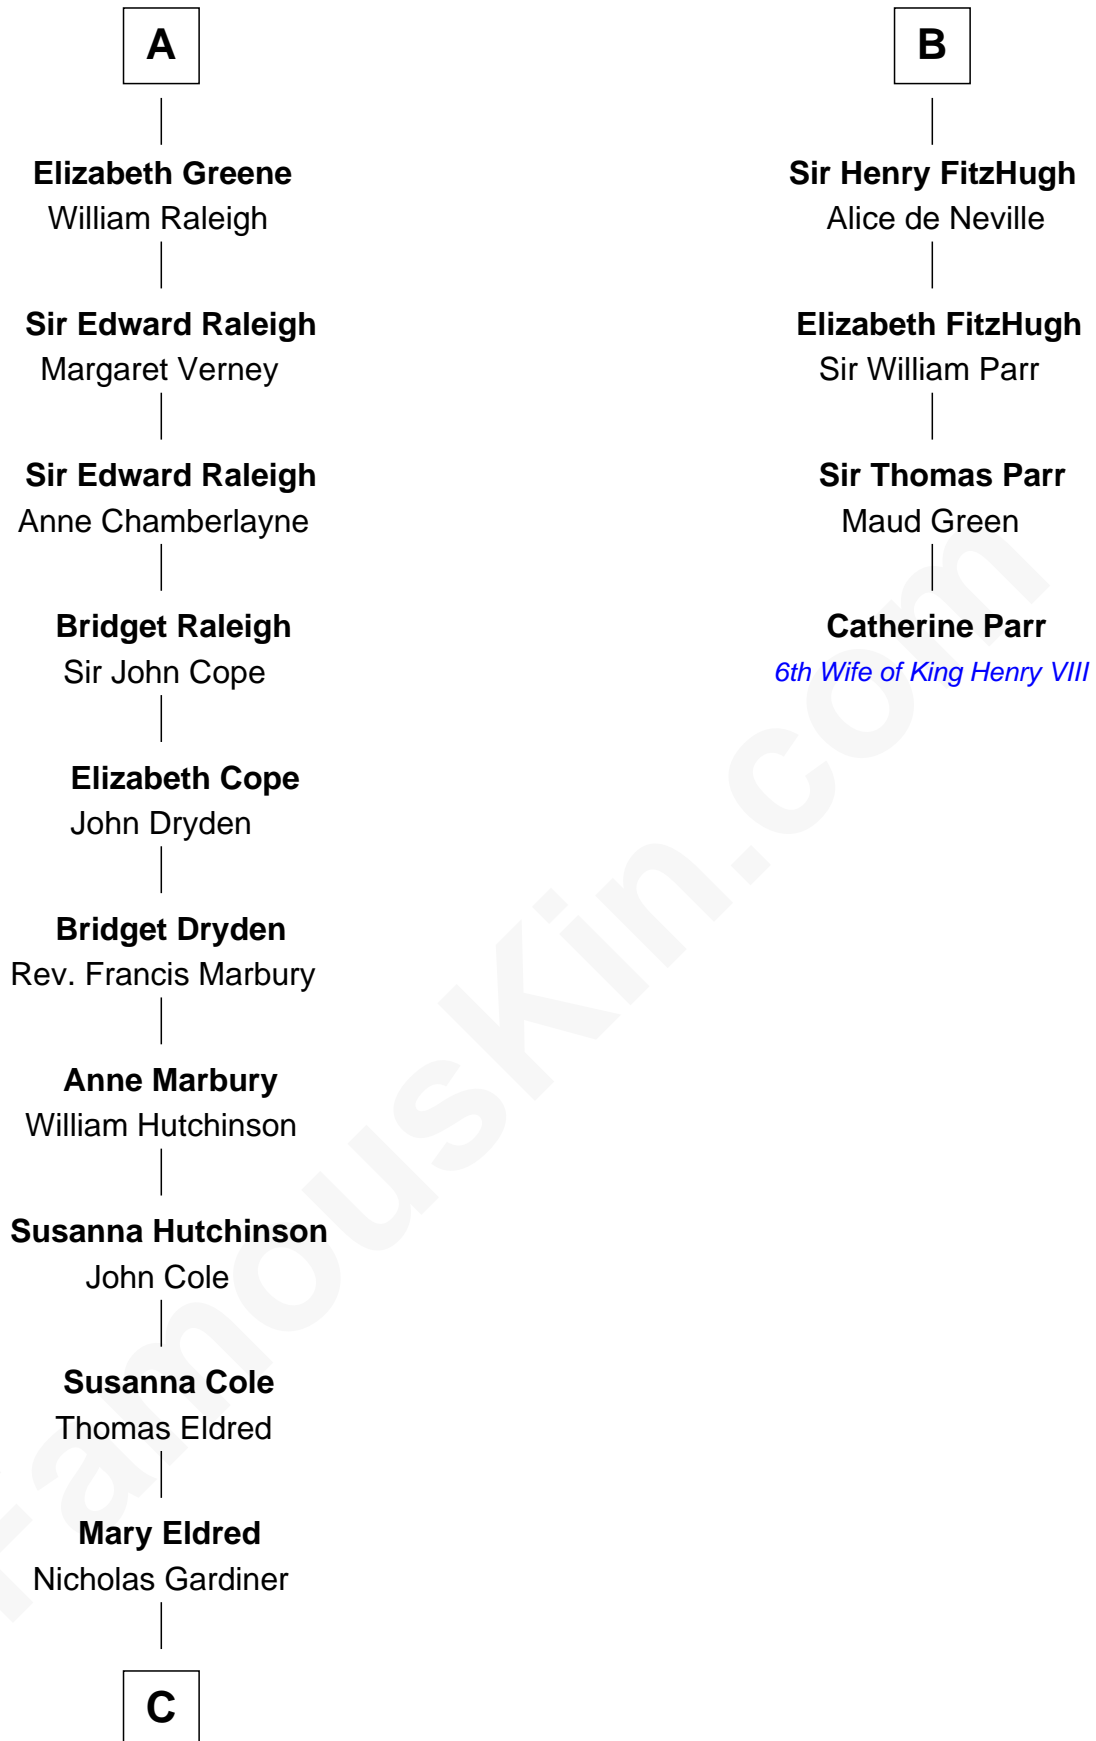 A
Elizabeth Greene
William Raleigh
Sir Edward Raleigh
Margaret Verney
Sir Edward Raleigh
Anne Chamberlayne
Bridget Raleigh
Sir John Cope
Elizabeth Cope
John Dryden
Bridget Dryden
Rev. Francis Marbury
Anne Marbury
William Hutchinson
Susanna Hutchinson
John Cole
Susanna Cole
Thomas Eldred
Mary Eldred
Nicholas Gardiner
C
B
Sir Henry FitzHugh
Alice de Neville
Elizabeth FitzHugh
Sir William Parr
Sir Thomas Parr
Maud Green
Catherine Parr
6th Wife of King Henry VIII
FamousKin.com